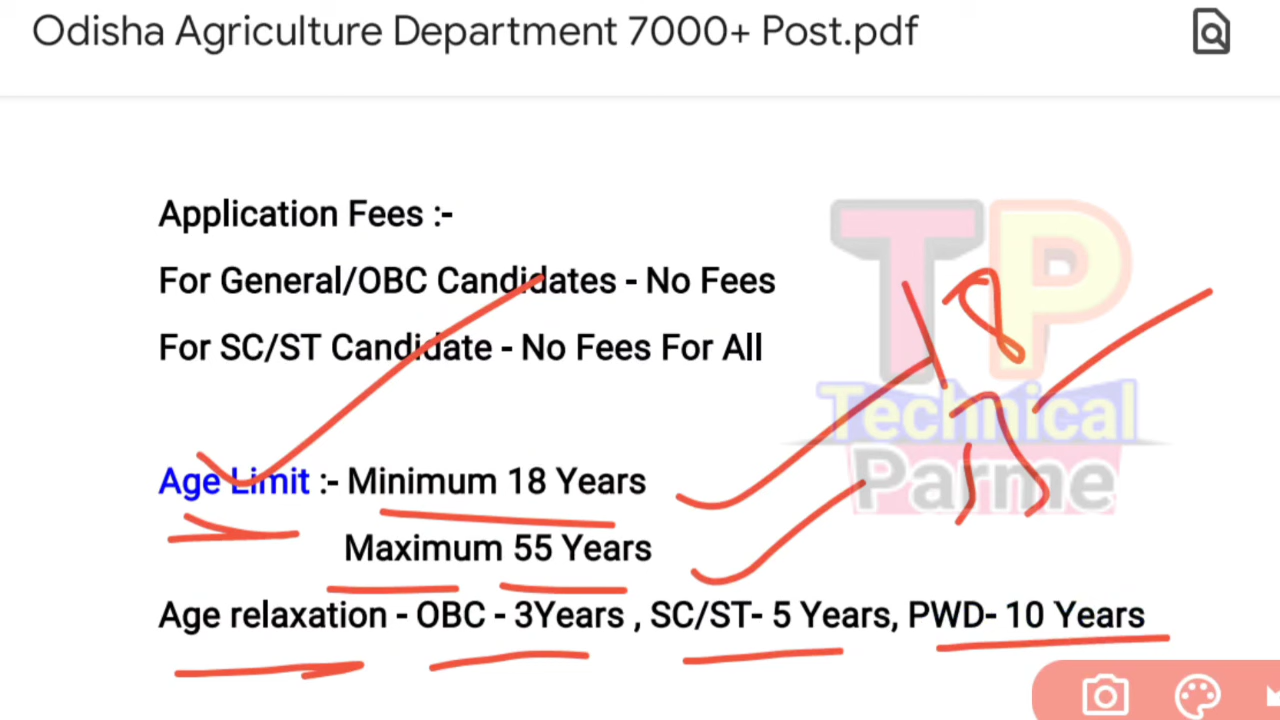 Odisha Agriculture Department 7000+ Post.pdf
Application Fees :-
For General/OBC Candidates - No Fees
For SC/ST Candidate - No Fees For All
TP
Technical
Parme
18
Age Limit :- Minimum 18 Years
Maximum 55 Years
Age relaxation - OBC - 3Years , SC/ST- 5 Years, PWD- 10 Years